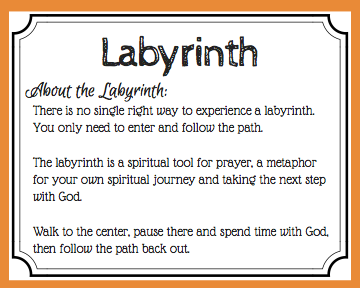 Labyrinth
About the Labyrinth:
There is no single right way to experience a labyrinth.
You only need to enter and follow the path.
The labyrinth is a spiritual tool for prayer, a metaphor
for your own spiritual journey and taking the next step
with God.
Walk to the center, pause there and spend time with God,
then follow the path back out.